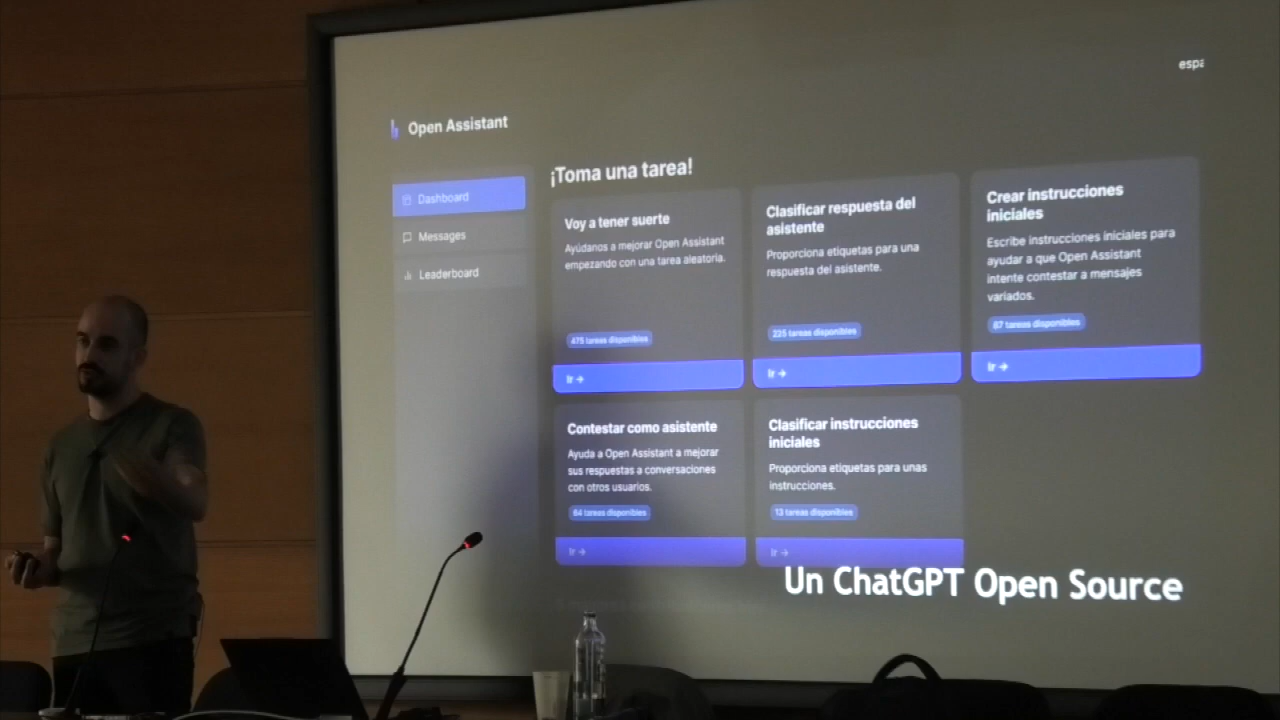 espa
Open Assistant
Dashboard
Messages
Leaderboard
¡Toma una tarea!
Voy a tener suerte
Ayúdanos a mejorar Open Assistant
empezando con una tarea aleatoria.
475 tareas disponibles
Ir →
Clasificar respuesta del
asistente
Proporciona etiquetas para una
respuesta del asistente.
225 tareas disponibles
Ir →
Crear instrucciones
iniciales
Escribe instrucciones iniciales para
ayudar a que Open Assistant
intente contestar a mensajes
variados.
67 tareas disponibles
Ir →
Contestar como asistente
Ayuda a Open Assistant a mejorar
sus respuestas a conversaciones
con otros usuarios.
64 tareas disponibles
Ir →
Clasificar instrucciones
iniciales
Proporciona etiquetas para unas
instrucciones.
13 tareas disponibles
Ir →
Un ChatGPT Open Source